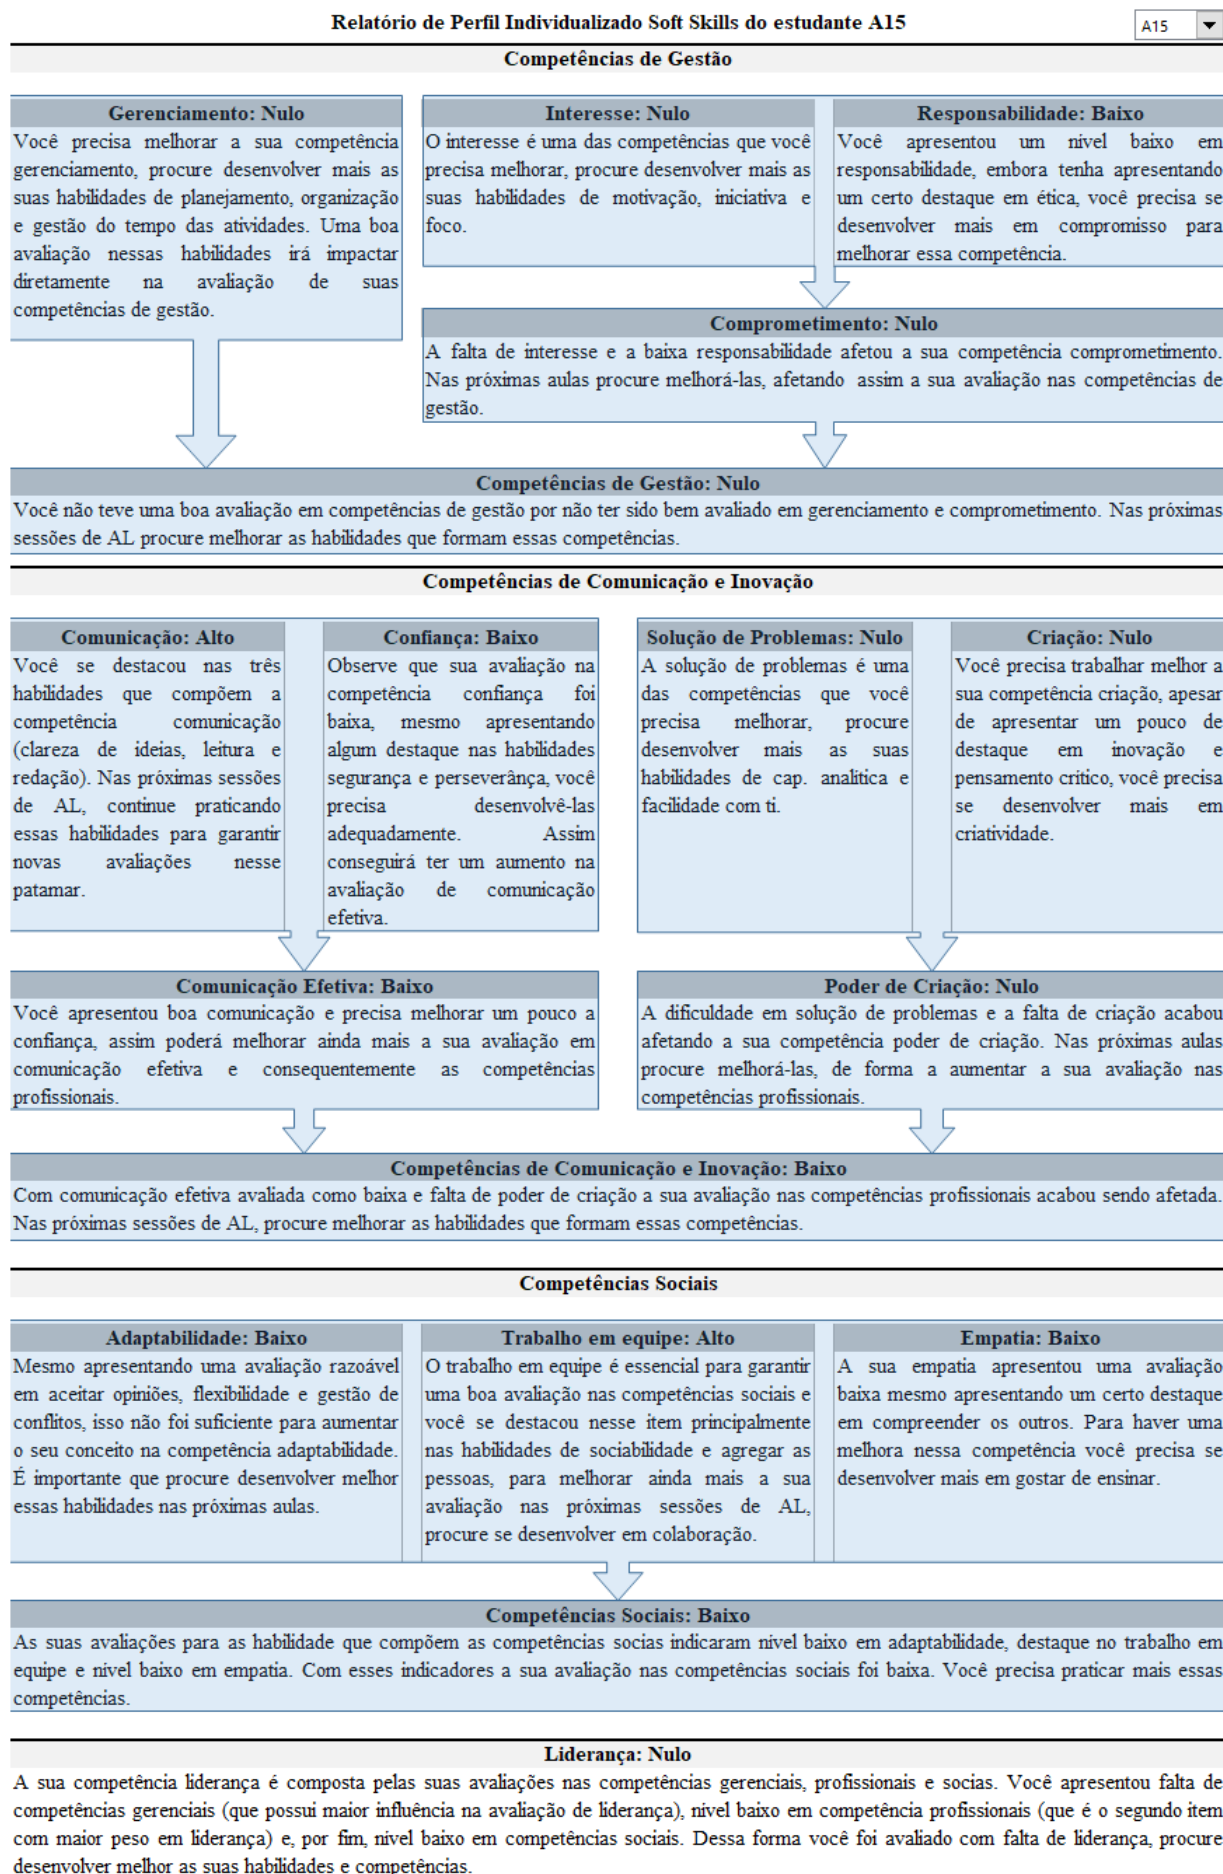 Relatório de Perfil Individualizado Soft Skills do estudante A15
A15
Competências de Gestão
Gerenciamento: Nulo
Você precisa melhorar a sua competência
gerenciamento, procure desenvolver mais as
suas habilidades de planejamento, organização
e gestão do tempo das atividades. Uma boa
avaliação nessas habilidades irá impactar
diretamente na avaliação de suas
competências de gestão.
Interesse: Nulo
O interesse é uma das competências que você
precisa melhorar, procure desenvolver mais as
suas habilidades de motivação, iniciativa e
foco.
Responsabilidade: Baixo
Você apresentou um nível baixo em
responsabilidade, embora tenha apresentando
um certo destaque em ética, você precisa se
desenvolver mais em compromisso para
melhorar essa competência.
Comprometimento: Nulo
A falta de interesse e a baixa responsabilidade afetou a sua competência comprometimento.
Nas próximas aulas procure melhorá-las, afetando assim a sua avaliação nas competências de
gestão.
Competências de Gestão: Nulo
Você não teve uma boa avaliação em competências de gestão por não ter sido bem avaliado em gerenciamento e comprometimento. Nas próximas
sessões de AL procure melhorar as habilidades que formam essas competências.
Competências de Comunicação e Inovação
Comunicação: Alto
Você se destacou nas três
habilidades que compõem a
competência comunicação
(clareza de ideias, leitura e
redação). Nas próximas sessões
de AL, continue praticando
essas habilidades para garantir
novas avaliações nesse
patamar.
Confiança: Baixo
Observe que sua avaliação na
competência confiança foi
baixa, mesmo apresentando
algum destaque nas habilidades
segurança e perseverânça, você
precisa desenvolvê-las
adequadamente. Assim
conseguirá ter um aumento na
avaliação de comunicação
efetiva.
Solução de Problemas: Nulo
A solução de problemas é uma
das competências que você
precisa melhorar, procure
desenvolver mais as suas
habilidades de cap. analitica e
facilidade com ti.
Criação: Nulo
Você precisa trabalhar melhor a
sua competência criação, apesar
de apresentar um pouco de
destaque em inovação e
pensamento critico, você precisa
se desenvolver mais em
criatividade.
Comunicação Efetiva: Baixo
Você apresentou boa comunicação e precisa melhorar um pouco a
confiança, assim poderá melhorar ainda mais a sua avaliação em
comunicação efetiva e consequentemente as competências
profissionais.
Poder de Criação: Nulo
A dificuldade em solução de problemas e a falta de criação acabou
afetando a sua competência poder de criação. Nas próximas aulas
procure melhorá-las, de forma a aumentar a sua avaliação nas
competências profissionais.
Competências de Comunicação e Inovação: Baixo
Com comunicação efetiva avaliada como baixa e falta de poder de criação a sua avaliação nas competências profissionais acabou sendo afetada.
Nas próximas sessões de AL, procure melhorar as habilidades que formam essas competências.
Competências Sociais
Adaptabilidade: Baixo
Mesmo apresentando uma avaliação razoável
em aceitar opiniões, flexibilidade e gestão de
conflitos, isso não foi suficiente para aumentar
o seu conceito na competência adaptabilidade.
É importante que procure desenvolver melhor
essas habilidades nas próximas aulas.
Trabalho em equipe: Alto
O trabalho em equipe é essencial para garantir
uma boa avaliação nas competências sociais e
você se destacou nesse item principalmente
nas habilidades de sociabilidade e agregar as
pessoas, para melhorar ainda mais a sua
avaliação nas próximas sessões de AL,
procure se desenvolver em colaboração.
Empatia: Baixo
A sua empatia apresentou uma avaliação
baixa mesmo apresentando um certo destaque
em compreender os outros. Para haver uma
melhora nessa competência você precisa se
desenvolver mais em gostar de ensinar.
Competências Sociais: Baixo
As suas avaliações para as habilidade que compõem as competências socias indicaram nível baixo em adaptabilidade, destaque no trabalho em
equipe e nível baixo em empatia. Com esses indicadores a sua avaliação nas competências sociais foi baixa. Você precisa praticar mais essas
competências.
Liderança: Nulo
A sua competência liderança é composta pelas suas avaliações nas competências gerenciais, profissionais e socias. Você apresentou falta de
competências gerenciais (que possui maior influência na avaliação de liderança), nível baixo em competência profissionais (que é o segundo item
com maior peso em liderança) e, por fim, nível baixo em competências sociais. Dessa forma você foi avaliado com falta de liderança, procure
desenvolver melhor as suas habilidades e competências.